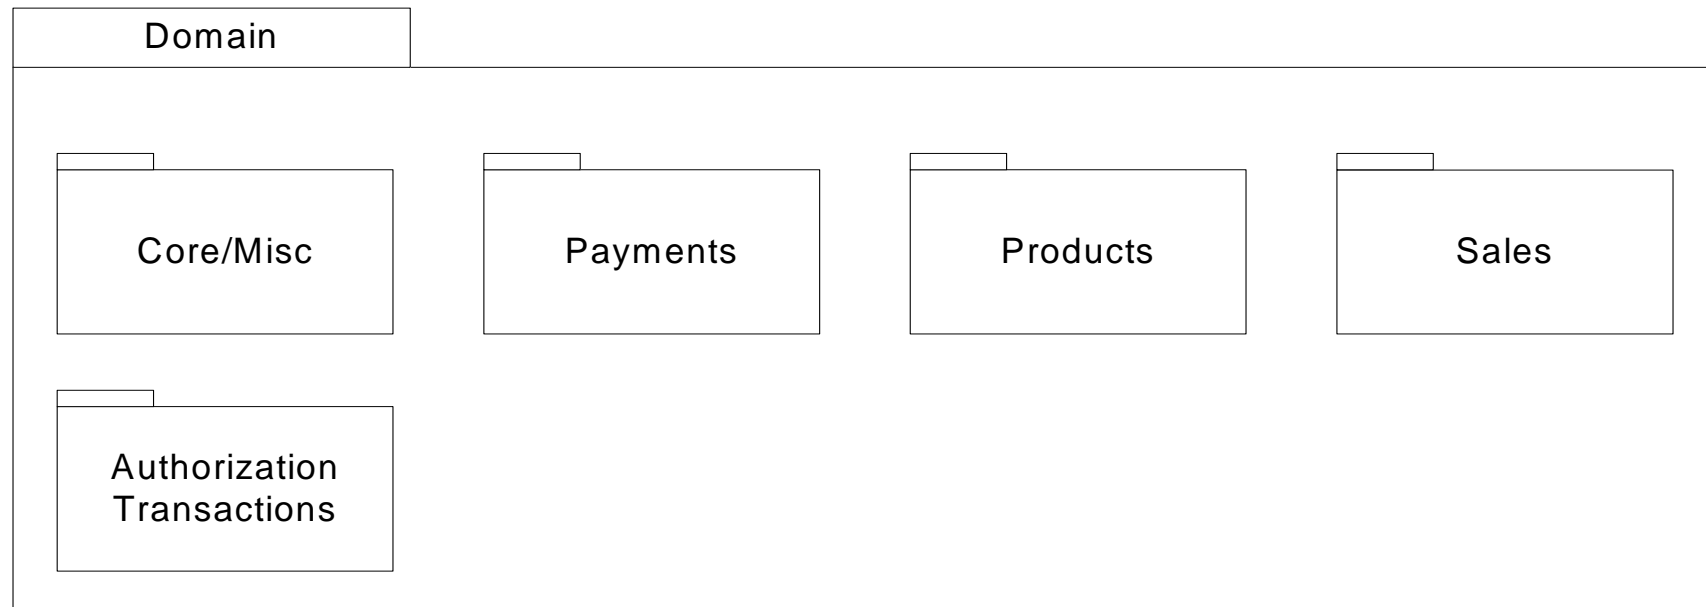 Domain
Core/Misc
Payments
Products
Sales
Authorization
Transactions